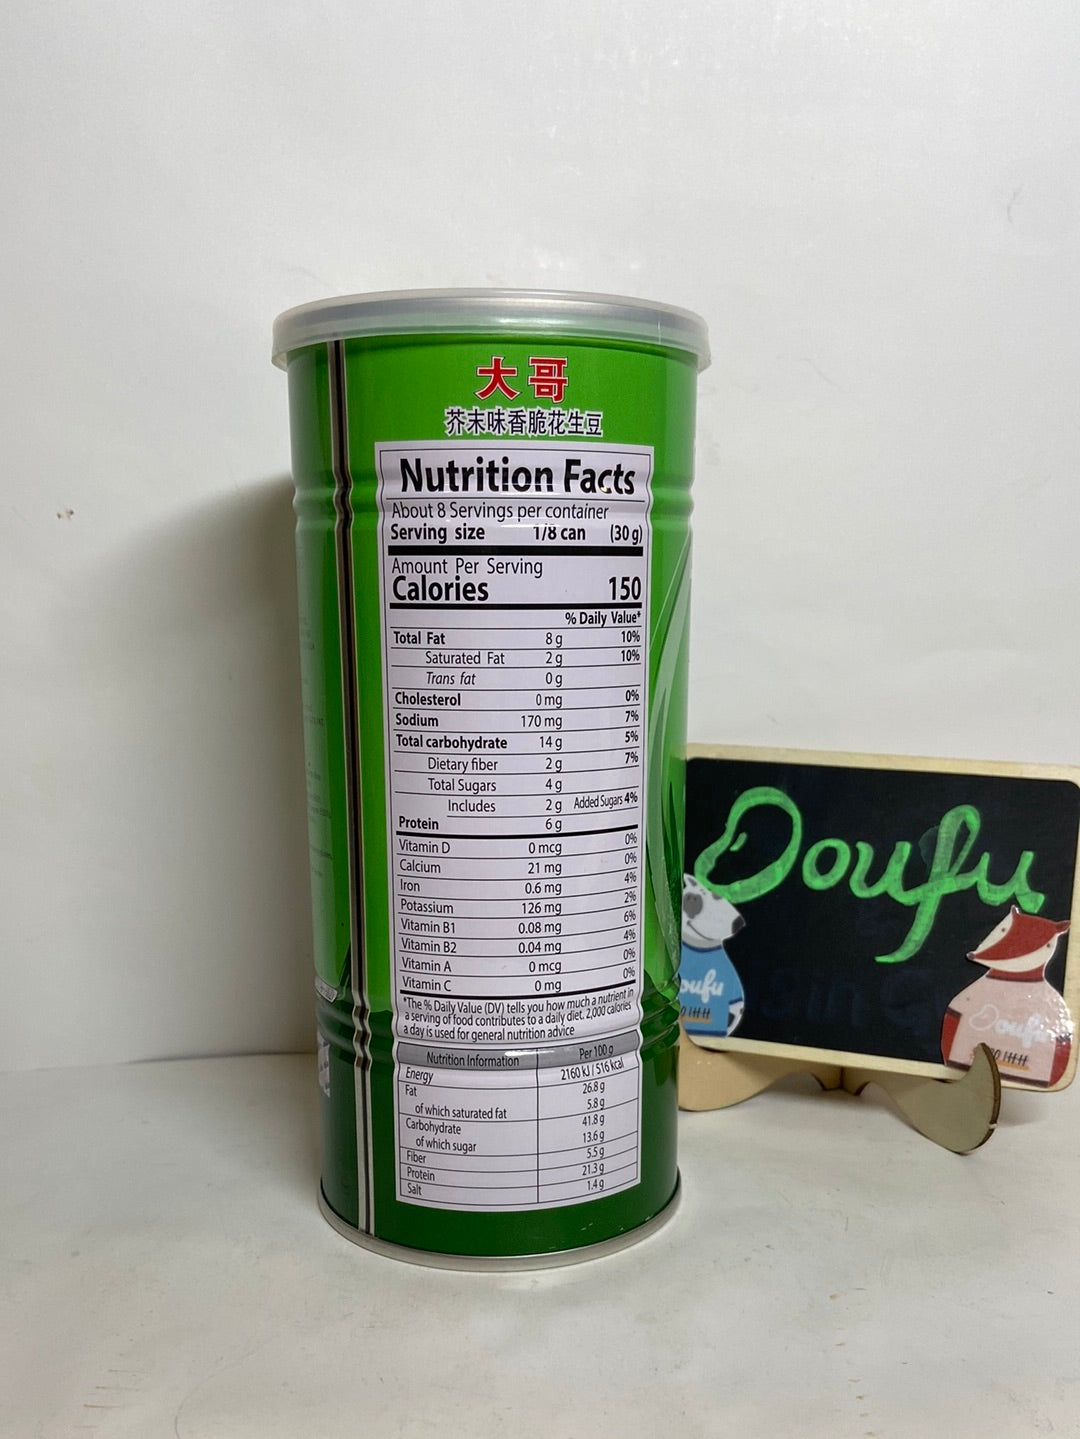 大哥
芥末味香脆花生豆
Nutrition Facts
About 8 Servings per container
Serving size 1/8 can (30 g)
Amount Per Serving
Calories 150
% Daily Value*
Total Fat 8 g 10%
Saturated Fat 2 g 10%
Trans fat 0 g
Cholesterol 0 mg 0%
Sodium 170 mg 7%
Total carbohydrate 14 g 5%
Dietary fiber 2 g 7%
Total Sugars 4 g
Includes 2 g Added Sugars 4%
Protein 6 g
Vitamin D 0 mcg 0%
Calcium 21 mg 0%
Iron 0.6 mg 4%
Potassium 126 mg 2%
Vitamin B1 0.08 mg 6%
Vitamin B2 0.04 mg 4%
Vitamin A 0 mcg 0%
Vitamin C 0 mg 0%
*The % Daily Value (DV) tells you how much a nutrient in
a serving of food contributes to a daily diet. 2,000 calories
a day is used for general nutrition advice
Nutrition Information Per 100 g
Energy 2160 kJ / 516 kcal
Fat 26.8 g
of which saturated fat 5.8 g
Carbohydrate 41.8 g
of which sugar 13.6 g
Fiber 5.5 g
Protein 21.3 g
Salt 1.4 g
Doufu
oufu
Douf